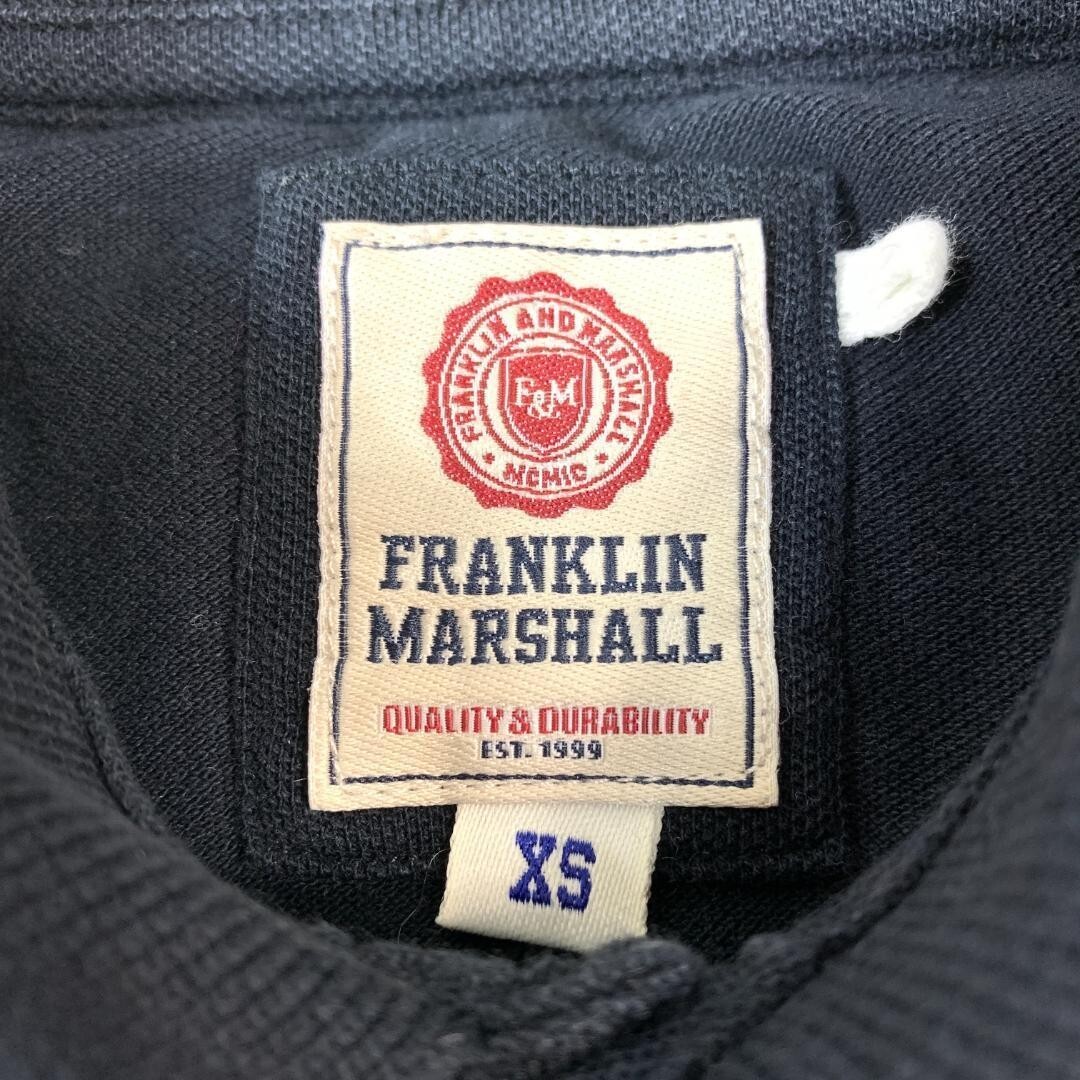 FRANKLIN AND MARSHALL
F&M
MCMIC
FRANKLIN
MARSHALL
QUALITY & DURABILITY
EST. 1999
XS